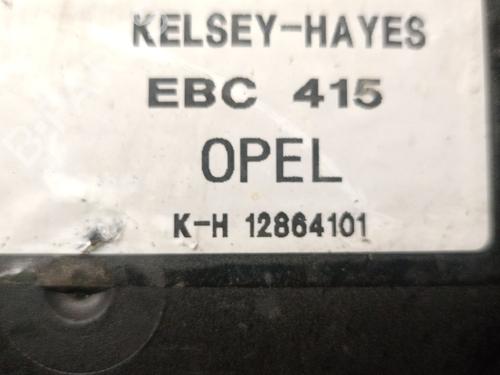 KELSEY-HAYES
EBC 415
OPEL
K-H 12864101